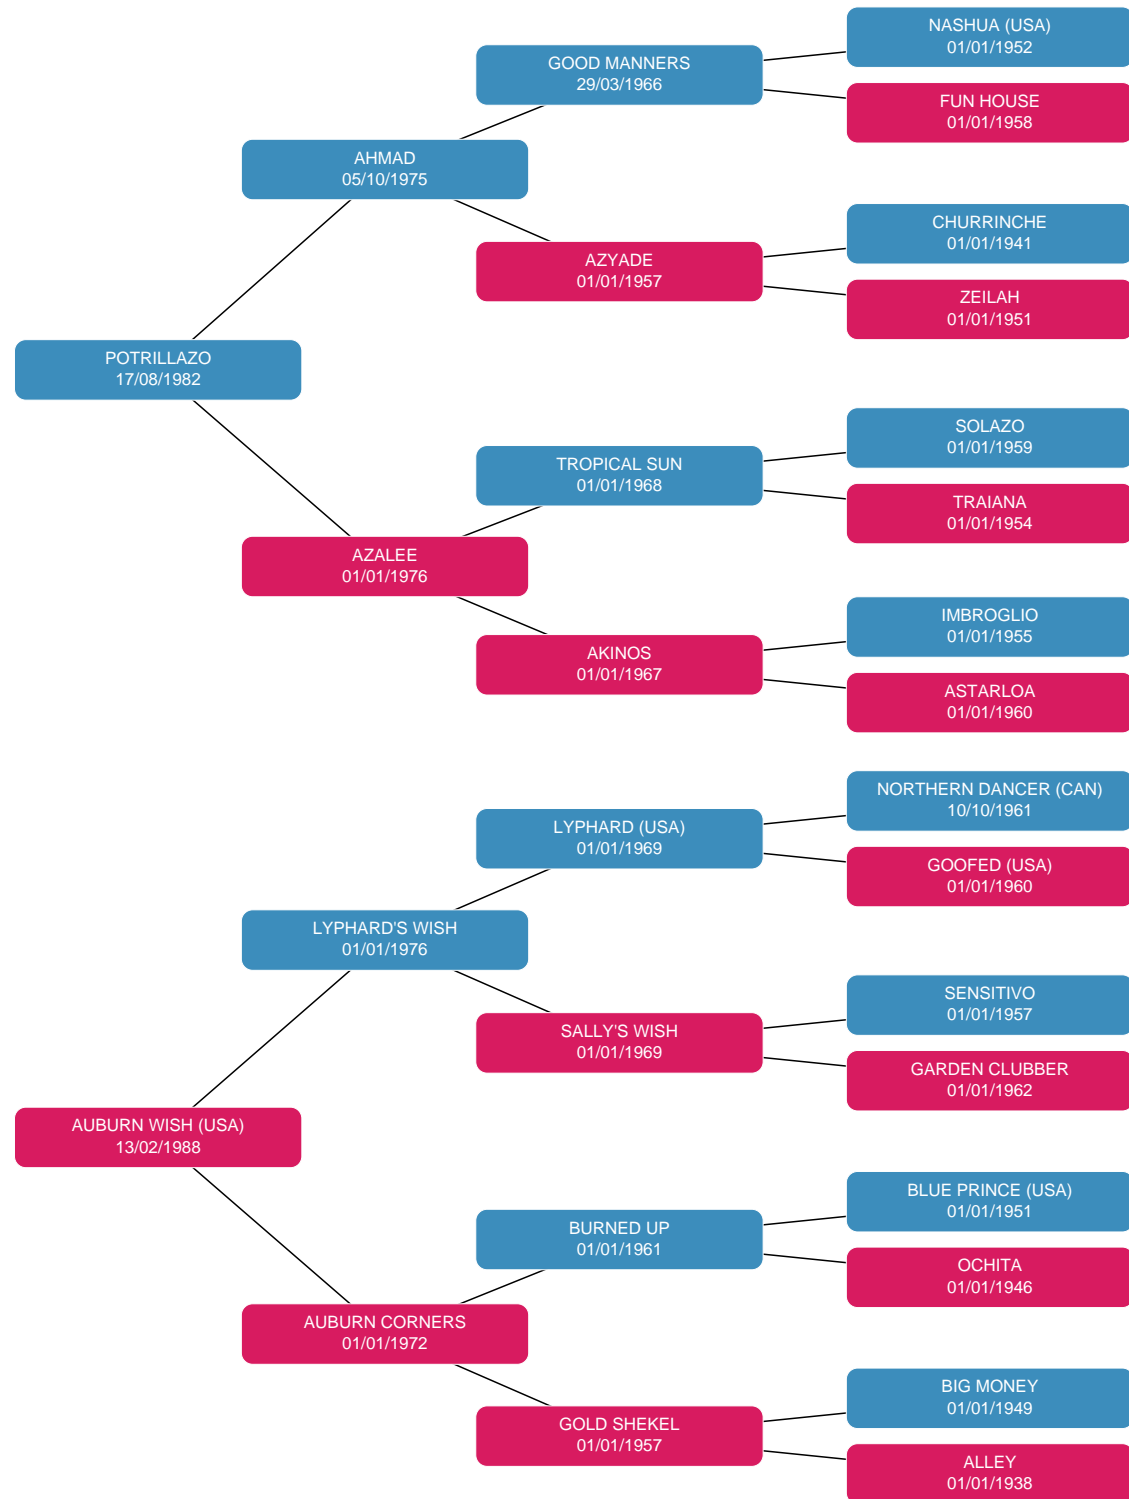 NASHUA (USA)
01/01/1952
GOOD MANNERS
29/03/1966
FUN HOUSE
01/01/1958
AHMAD
05/10/1975
CHURRINCHE
01/01/1941
AZYADE
01/01/1957
ZEILAH
01/01/1951
POTRILLAZO
17/08/1982
SOLAZO
01/01/1959
TROPICAL SUN
01/01/1968
TRAIANA
01/01/1954
AZALEE
01/01/1976
IMBROGLIO
01/01/1955
AKINOS
01/01/1967
ASTARLOA
01/01/1960
NORTHERN DANCER (CAN)
10/10/1961
LYPHARD (USA)
01/01/1969
GOOFED (USA)
01/01/1960
LYPHARD'S WISH
01/01/1976
SENSITIVO
01/01/1957
SALLY'S WISH
01/01/1969
GARDEN CLUBBER
01/01/1962
AUBURN WISH (USA)
13/02/1988
BLUE PRINCE (USA)
01/01/1951
BURNED UP
01/01/1961
OCHITA
01/01/1946
AUBURN CORNERS
01/01/1972
BIG MONEY
01/01/1949
GOLD SHEKEL
01/01/1957
ALLEY
01/01/1938